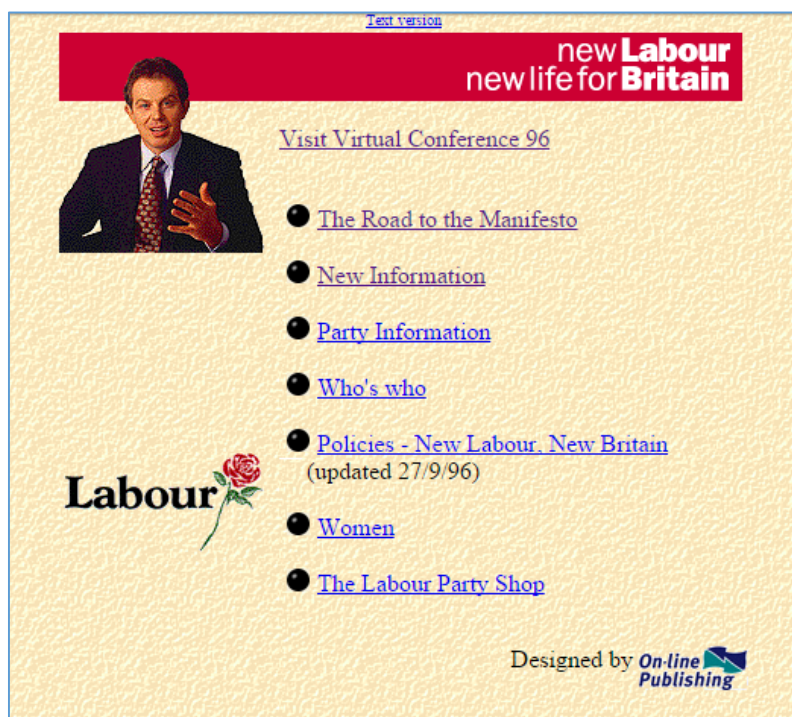 Text version
new Labour
new life for Britain
Visit Virtual Conference 96
The Road to the Manifesto
New Information
Party Information
Who's who
Policies - New Labour, New Britain
(updated 27/9/96)
Labour
Women
The Labour Party Shop
Designed by On-line
Publishing